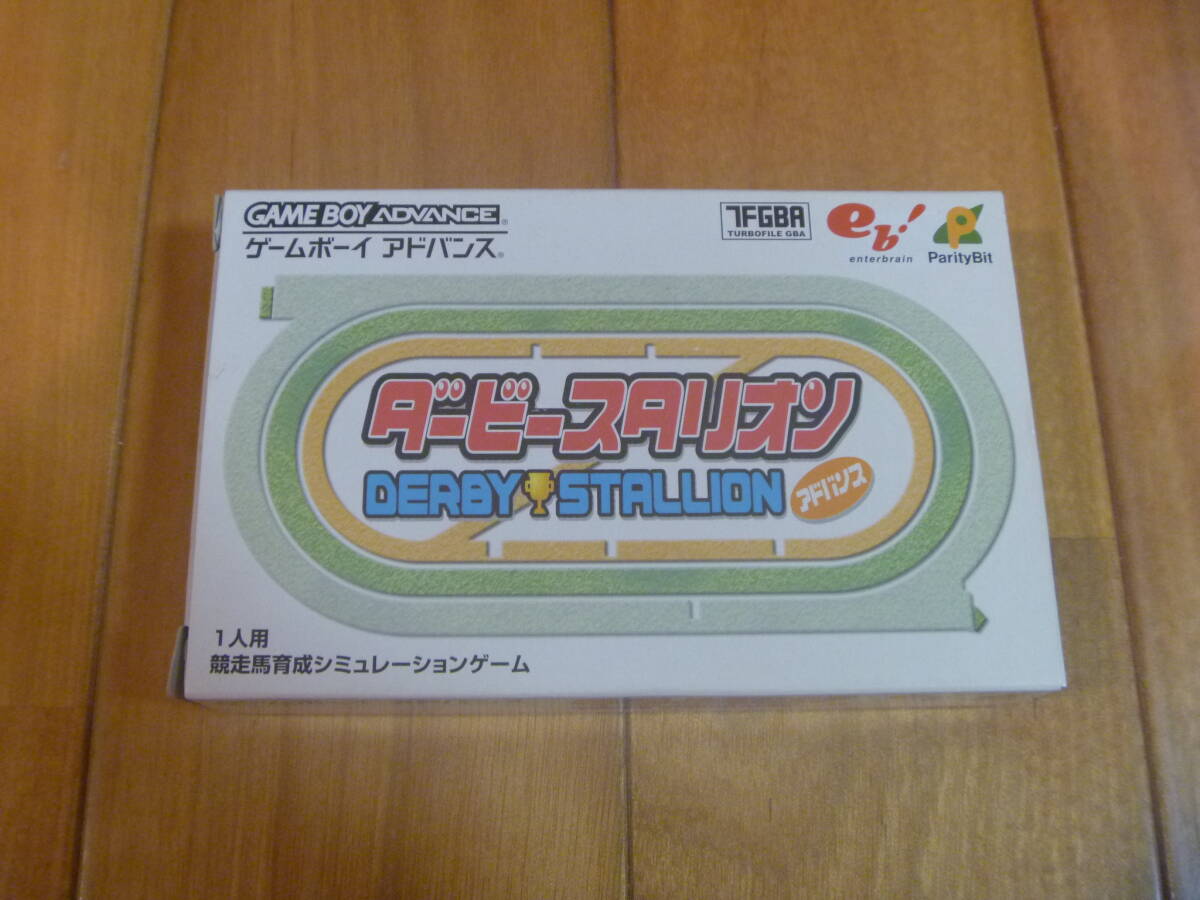 GAME BOY ADVANCE®
ゲームボーイ アドバンス®
TFGBA
TURBOFILE GBA
eb!
enterbrain
P
ParityBit
ダービースタリオン
DERBY STALLION
アドバンス
1人用
競走馬育成シミュレーションゲーム